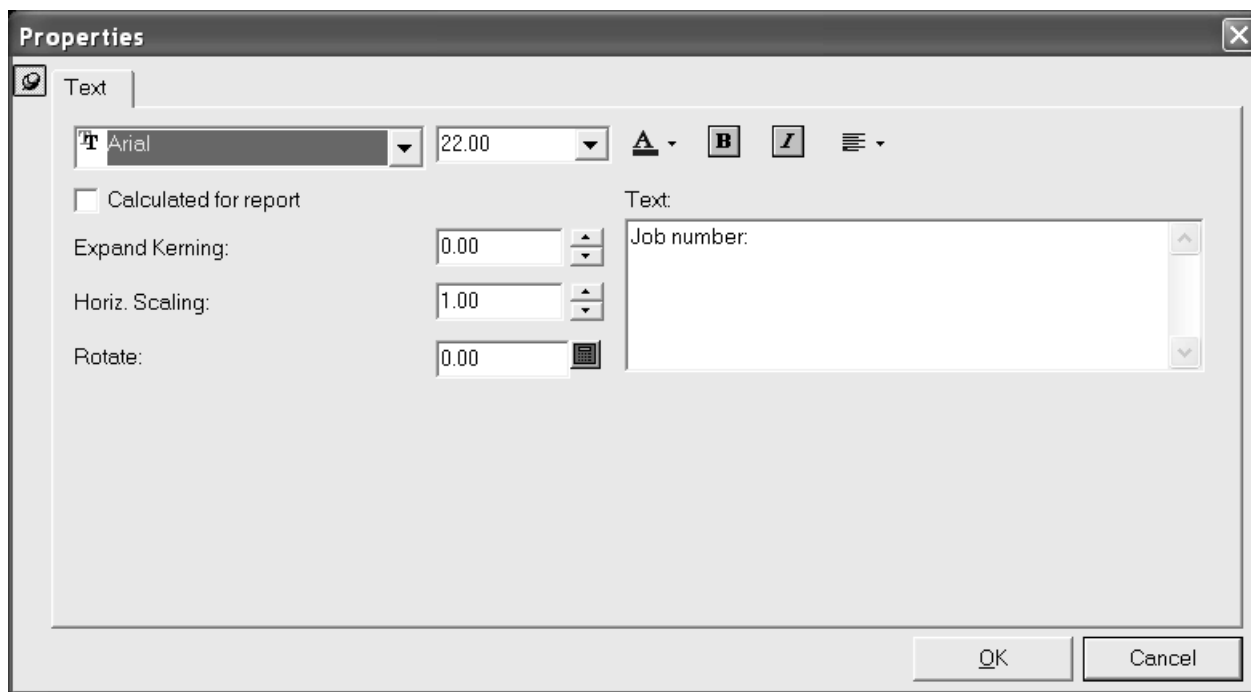 Properties
Text
Arial 22.00 A B I
Calculated for report Text:
Job number:
Expand Kerning: 0.00
Horiz. Scaling: 1.00
Rotate: 0.00
OK Cancel